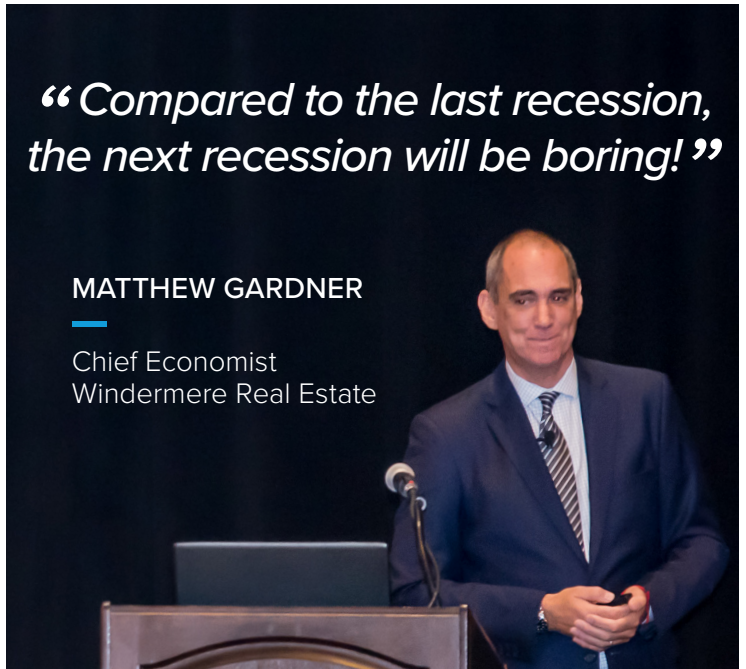 “Compared to the last recession,
the next recession will be boring!”
MATTHEW GARDNER
Chief Economist
Windermere Real Estate